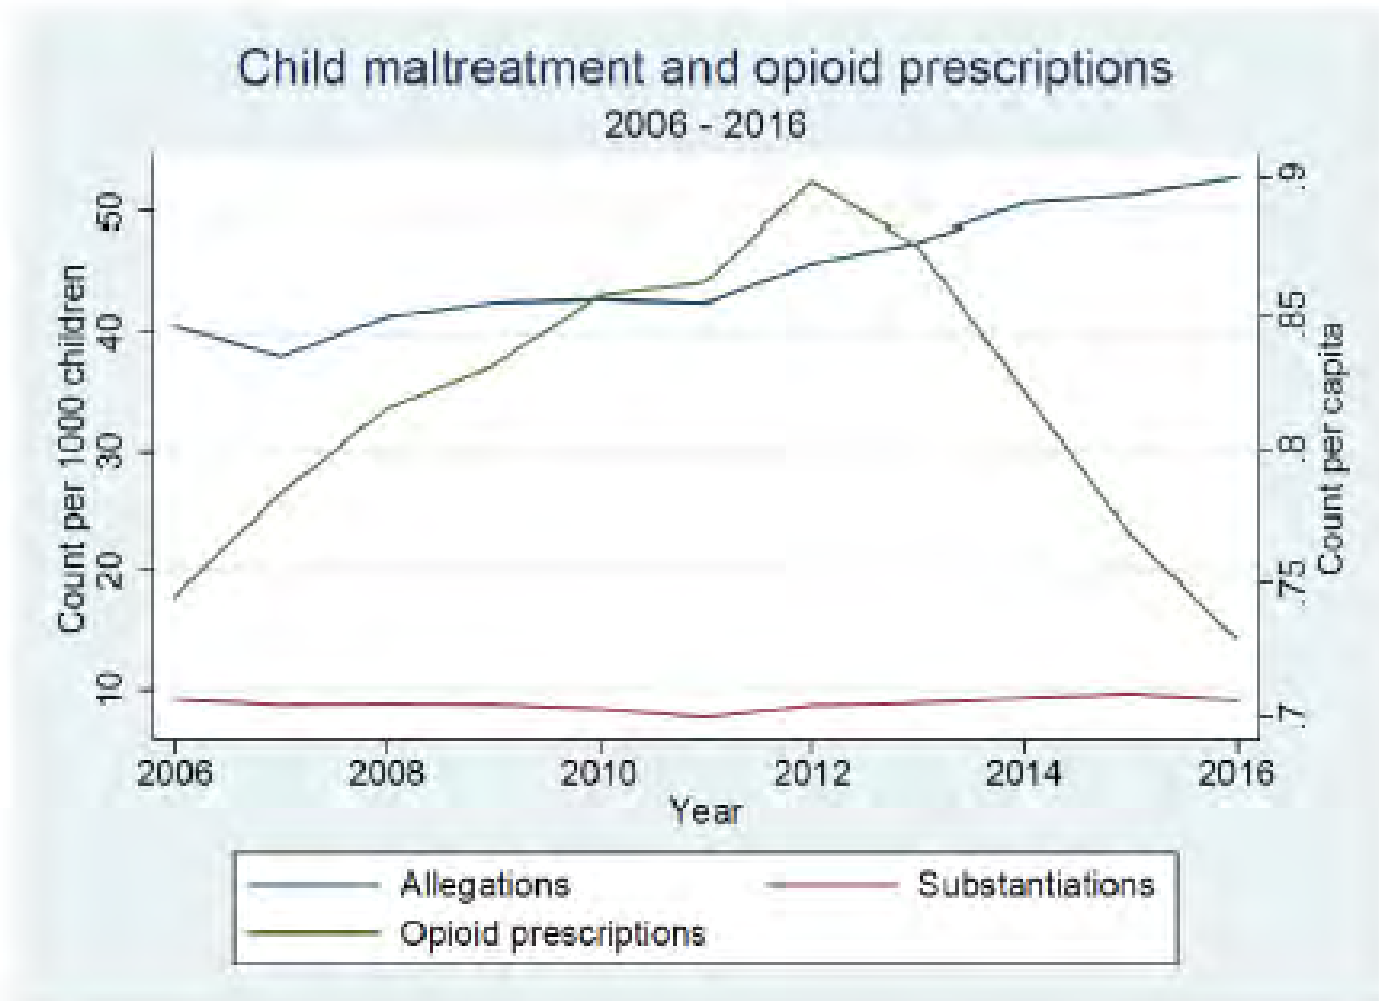 Child maltreatment and opioid prescriptions
2006 - 2016
Count per 1000 children
50
40
30
20
10
.9
.85
.8
.75
.7
Count per capita
2006 2008 2010 2012 2014 2016
Year
Allegations Substantiations
Opioid prescriptions